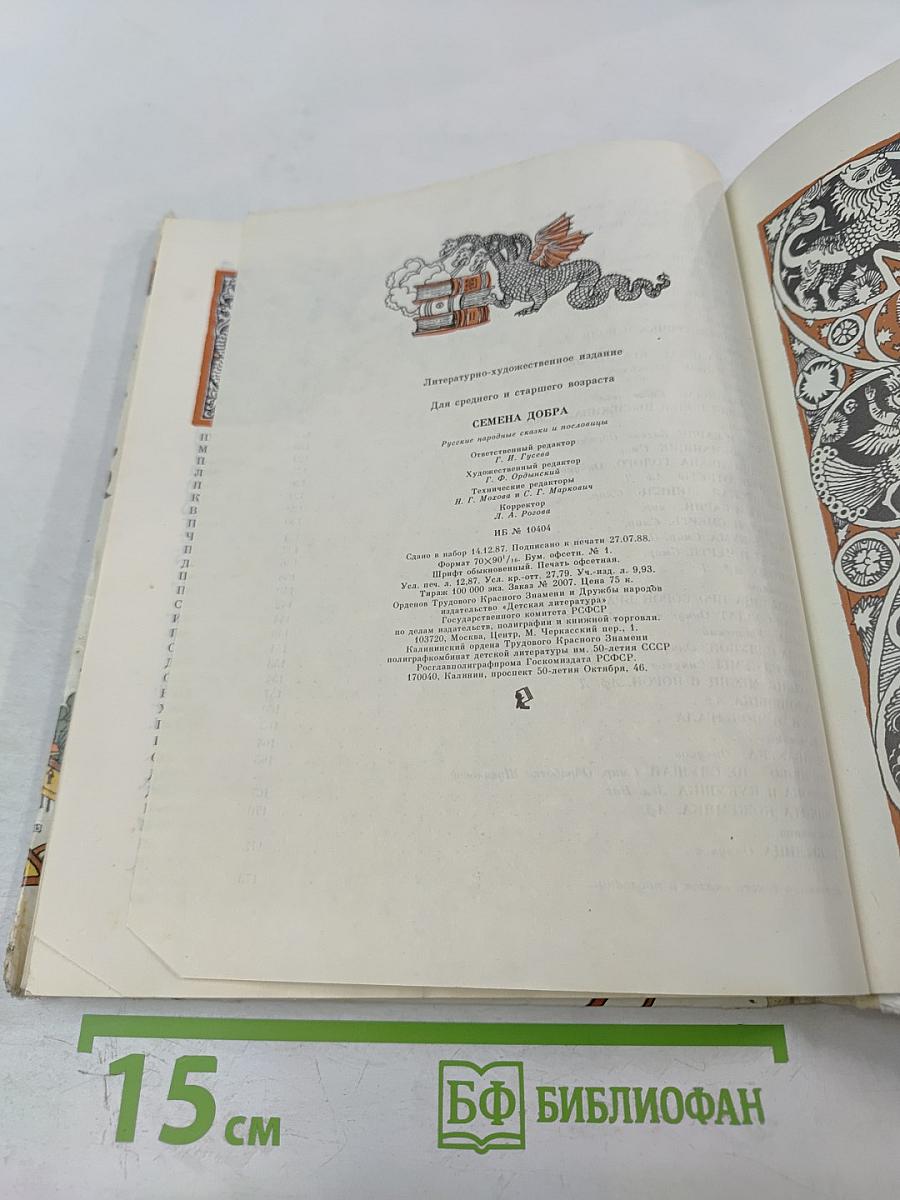 Литературно-художественное издание
Для среднего и старшего возраста
СЕМЕНА ДОБРА
Русские народные сказки и пословицы
Ответственный редактор
Г. И. Гусева
Художественный редактор
Г. Ф. Ордынский
Технические редакторы
Н. Г. Мохова и С. Г. Маркович
Корректор
Л. А. Рогова
ИБ № 10404
Сдано в набор 14.12.87. Подписано к печати 27.07.88.
Формат 70×90¹/₁₆. Бум. офсетн. № 1.
Шрифт обыкновенный. Печать офсетная.
Усл. печ. л. 12,87. Усл. кр.-отт. 27,79. Уч.-изд. л. 9,93.
Тираж 100 000 экз. Заказ № 2007. Цена 75 к.
Орденов Трудового Красного Знамени и Дружбы народов
издательство «Детская литература»
Государственного комитета РСФСР
по делам издательств, полиграфии и книжной торговли.
103720, Москва, Центр, М. Черкасский пер., 1.
Калининский ордена Трудового Красного Знамени
полиграфкомбинат детской литературы им. 50-летия СССР
Росглавполиграфпрома Госкомиздата РСФСР.
170040, Калинин, проспект 50-летия Октября, 46.
15 см
БФ БИБЛИОФАН